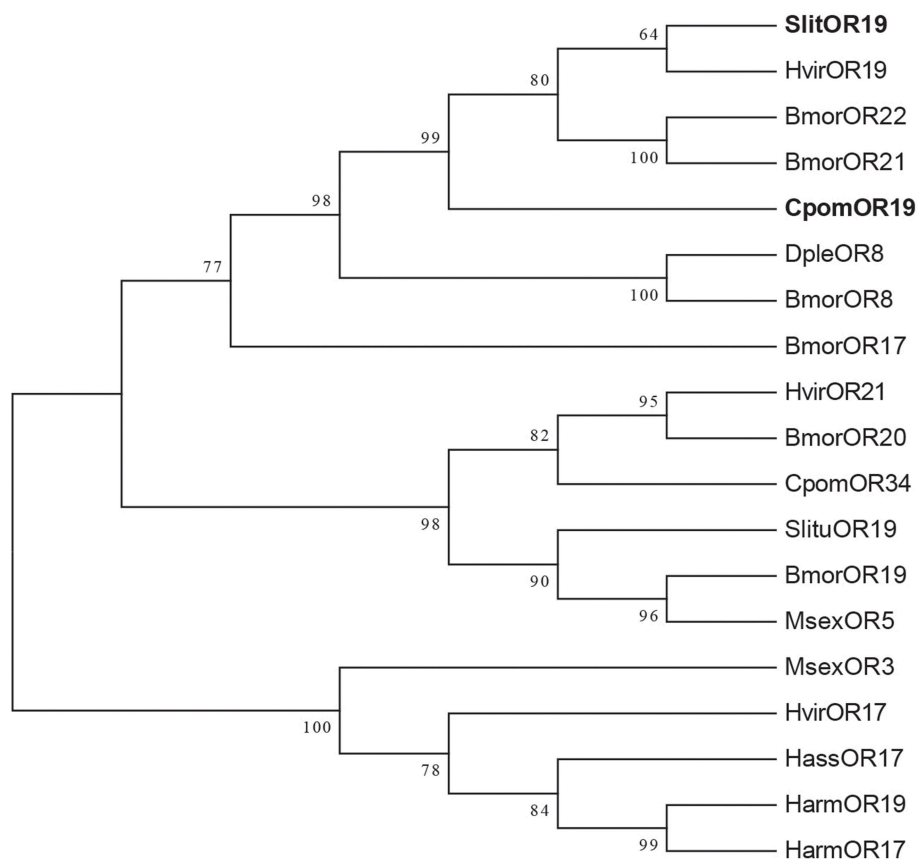 SlitOR19
64
HvirOR19
80
BmorOR22
99
100
BmorOR21
98
CpomOR19
77
DpleOR8
100
BmorOR8
BmorOR17
HvirOR21
95
BmorOR20
82
CpomOR34
98
SlituOR19
90
BmorOR19
96
MsexOR5
MsexOR3
100
HvirOR17
78
HassOR17
84
HarmOR19
99
HarmOR17